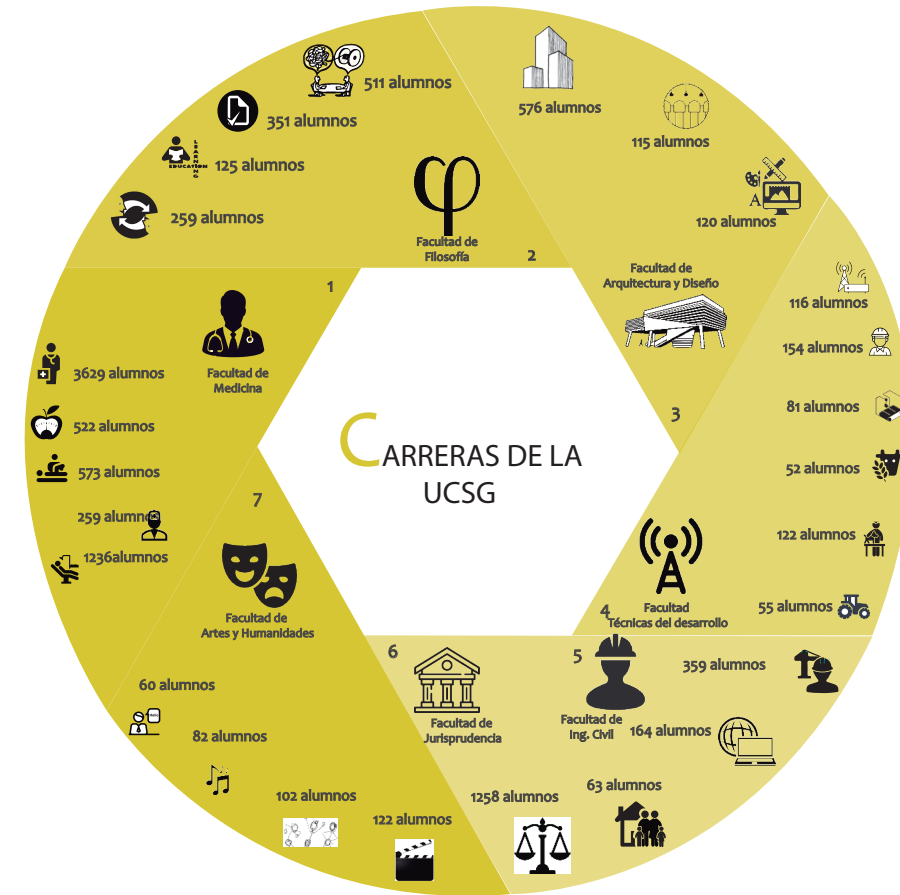 CARRERAS DE LA
UCSG
1
Facultad de
Medicina
3629 alumnos
522 alumnos
573 alumnos
259 alumnos
1236alumnos
2
Facultad de
Filosofía
511 alumnos
351 alumnos
LEARNING
EDUCATION
125 alumnos
259 alumnos
576 alumnos
115 alumnos
A
120 alumnos
Facultad de
Arquitectura y Diseño
3
116 alumnos
154 alumnos
81 alumnos
52 alumnos
122 alumnos
55 alumnos
4
Facultad
Técnicas del desarrollo
5
Facultad de
Ing. Civil
359 alumnos
164 alumnos
63 alumnos
6
Facultad de
Jurisprudencia
1258 alumnos
7
Facultad de
Artes y Humanidades
60 alumnos
82 alumnos
102 alumnos
122 alumnos